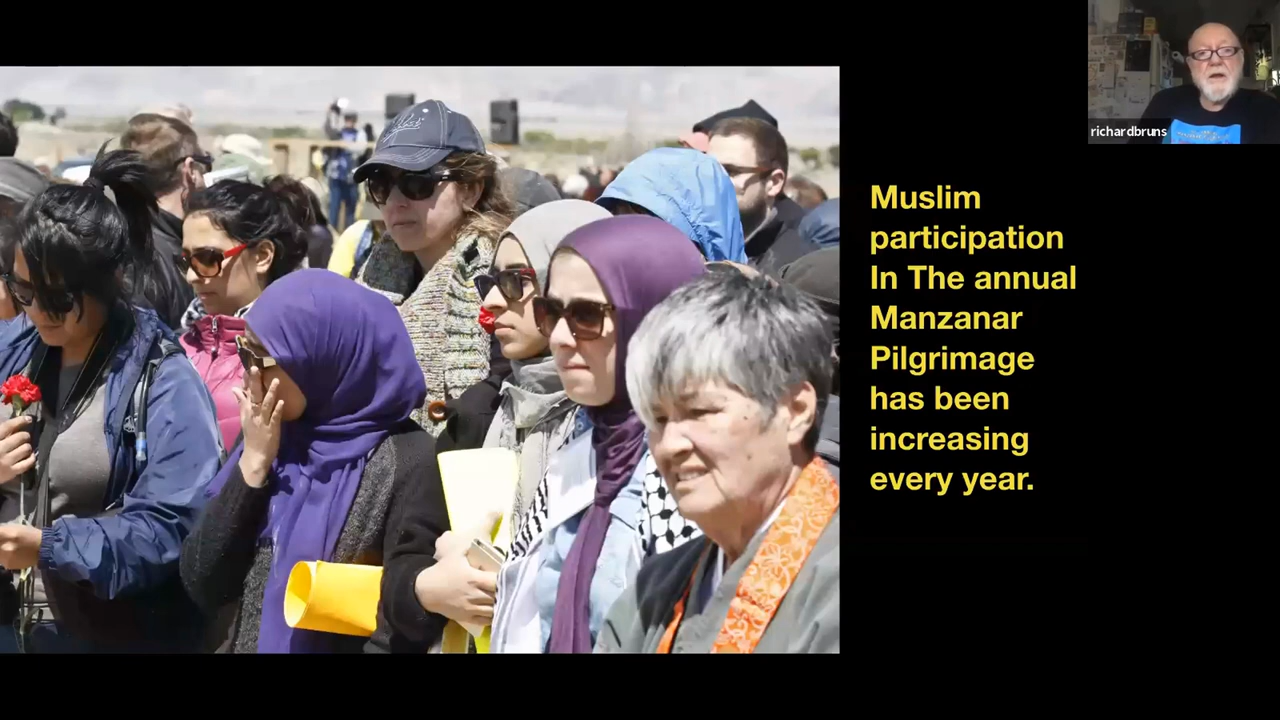 richardbruns
Muslim
participation
In The annual
Manzanar
Pilgrimage
has been
increasing
every year.